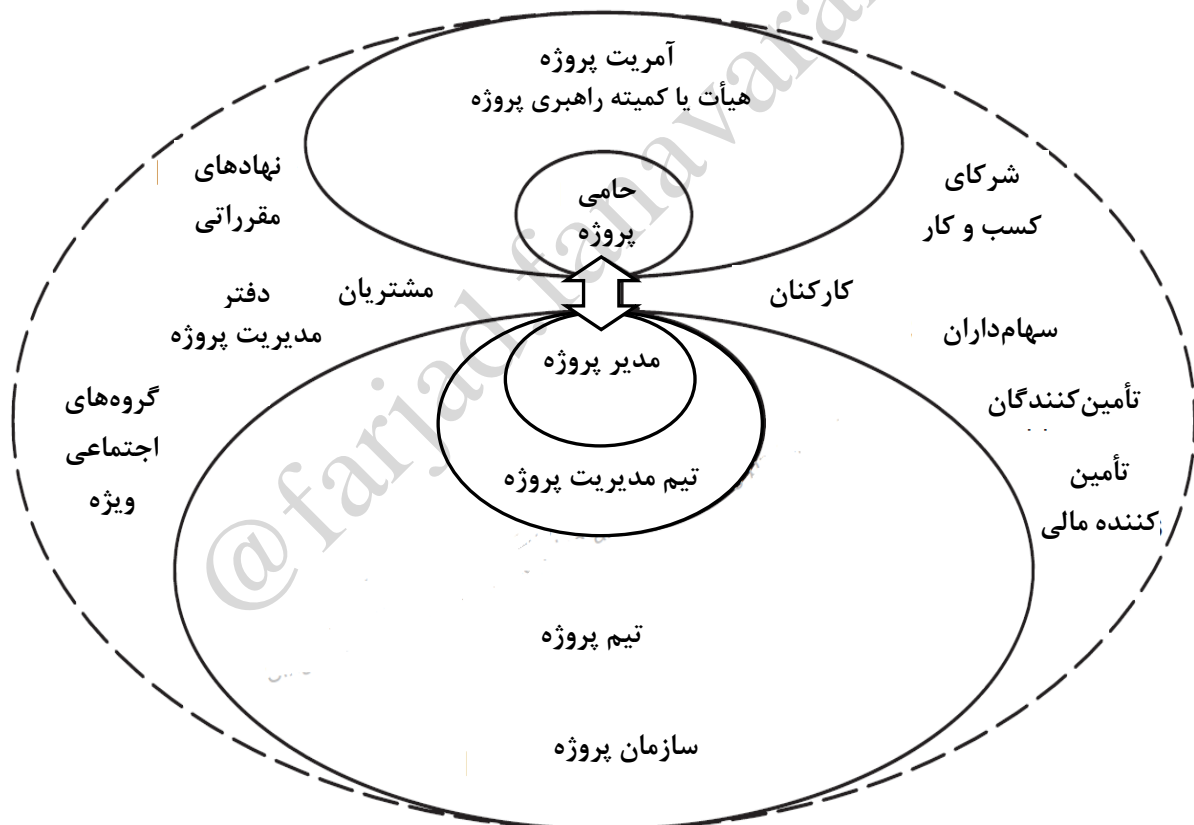 آمریت پروژه
هیأت یا کمیته راهبری پروژه
حامی
پروژه
نهادهای
مقرراتی
شرکای
کسب و کار
مشتریان
کارکنان
دفتر
مدیریت پروژه
سهام‌داران
مدیر پروژه
گروه‌های
اجتماعی
ویژه
تأمین‌کنندگان
تأمین
کننده مالی
تیم مدیریت پروژه
تیم پروژه
سازمان پروژه